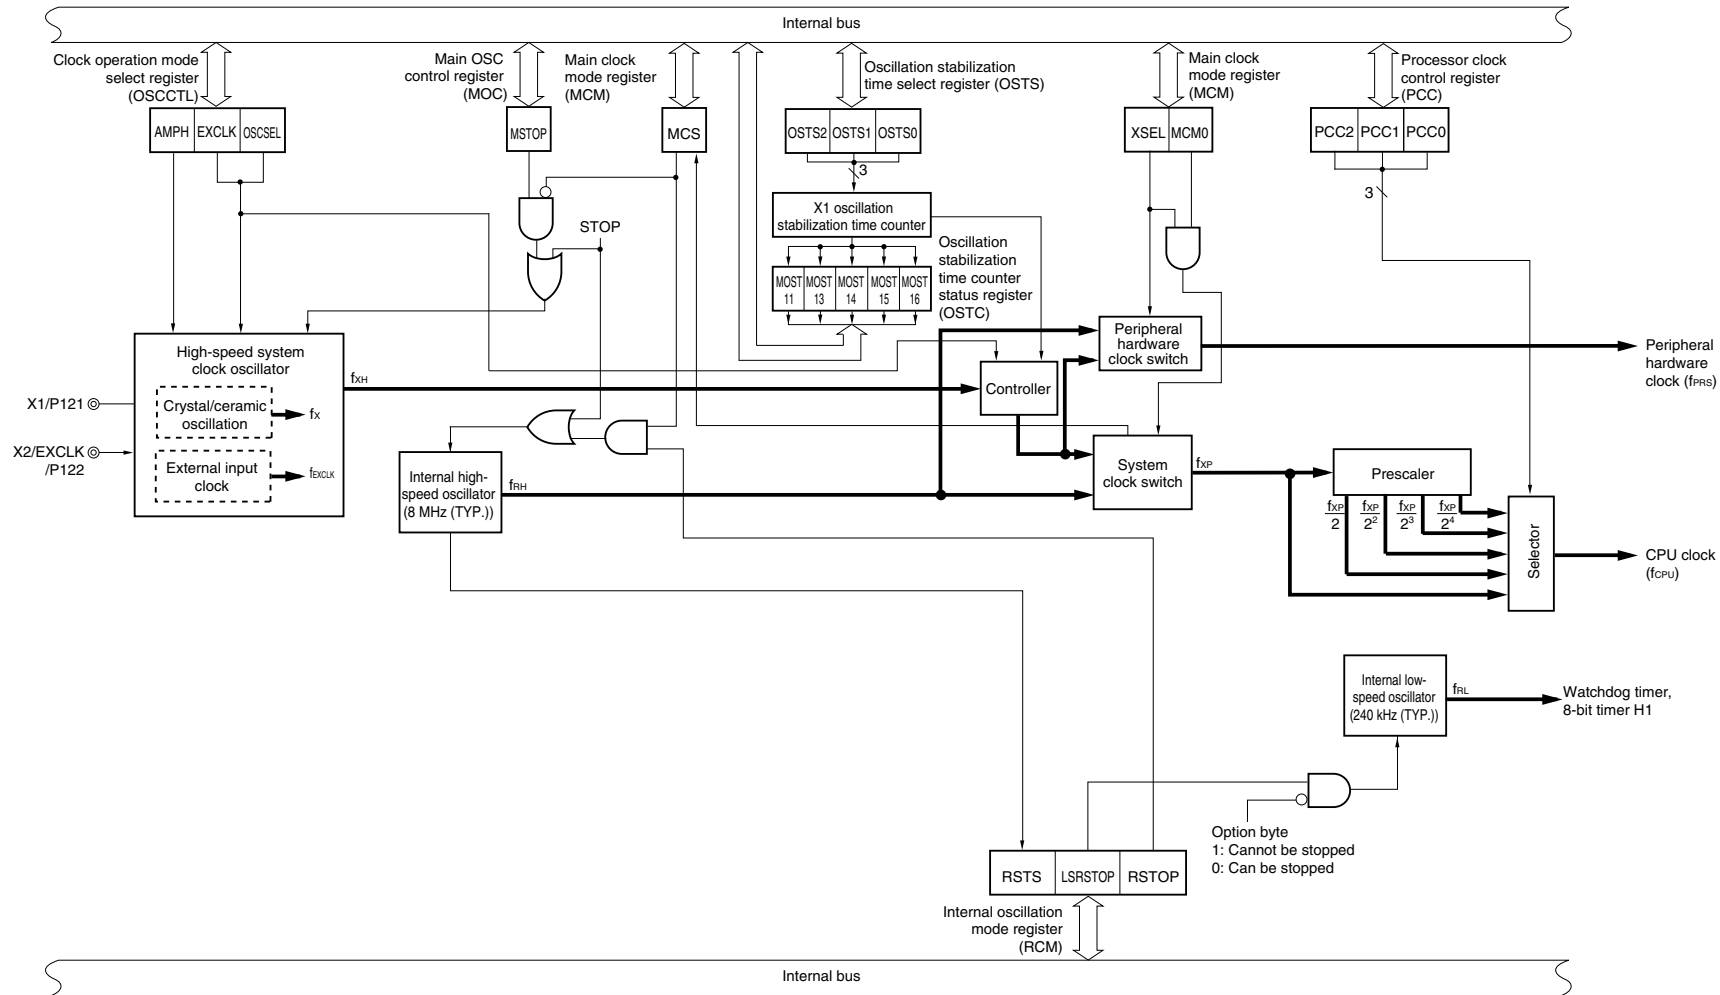 Internal bus
Clock operation mode
select register
(OSCCTL)
Main OSC
control register
(MOC)
Main clock
mode register
(MCM)
Oscillation stabilization
time select register (OSTS)
Main clock
mode register
(MCM)
Processor clock
control register
(PCC)
AMPH EXCLK OSCSEL
MSTOP
MCS
OSTS2 OSTS1 OSTS0
XSEL MCM0
PCC2 PCC1 PCC0
3
3
X1 oscillation
stabilization time counter
STOP
Oscillation
stabilization
time counter
status register
(OSTC)
MOST MOST MOST MOST MOST
11 13 14 15 16
High-speed system
clock oscillator
Crystal/ceramic
oscillation
fX
External input
clock
fEXCLK
X1/P121
X2/EXCLK
/P122
fXH
Controller
Peripheral
hardware
clock switch
Peripheral
hardware
clock (fPRS)
Internal high-
speed oscillator
(8 MHz (TYP.))
fRH
System
clock switch
fXP
Prescaler
fXP fXP fXP fXP
2 2² 2³ 2⁴
Selector
CPU clock
(fCPU)
Internal low-
speed oscillator
(240 kHz (TYP.))
fRL
Watchdog timer,
8-bit timer H1
Option byte
1: Cannot be stopped
0: Can be stopped
RSTS LSRSTOP RSTOP
Internal oscillation
mode register
(RCM)
Internal bus